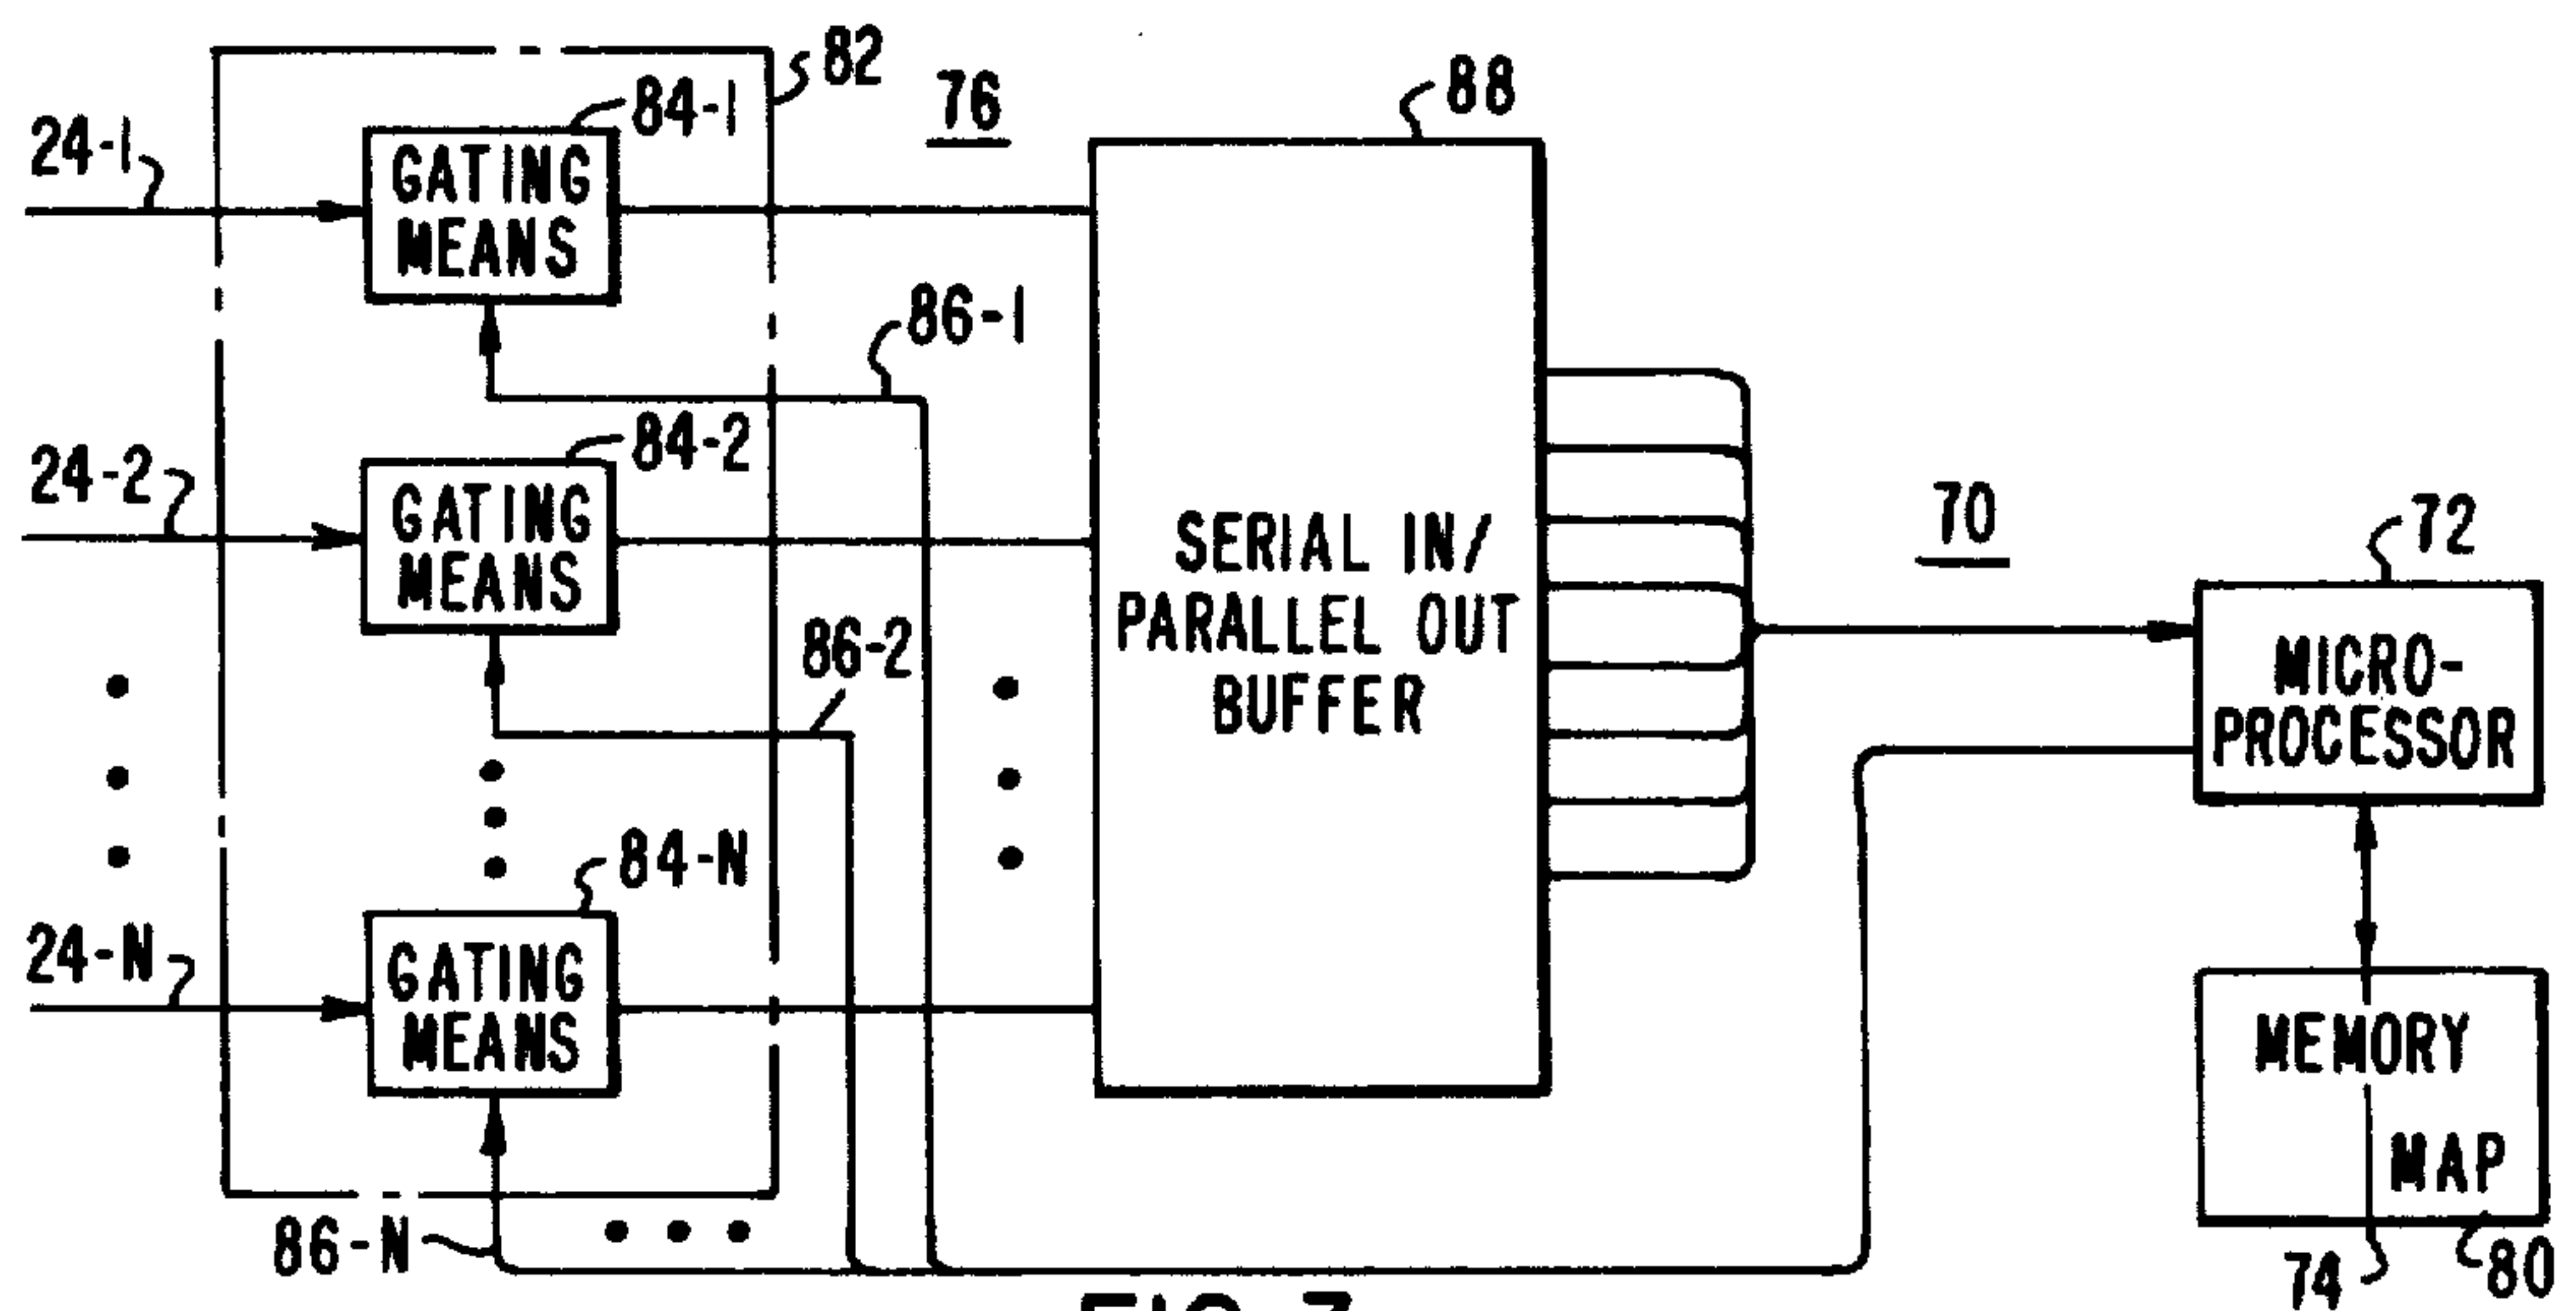 82
84-1
76
88
24-1
GATING
MEANS
86-1
24-2
84-2
GATING
MEANS
86-2
SERIAL IN/
PARALLEL OUT
BUFFER
70
72
MICRO-
PROCESSOR
24-N
84-N
GATING
MEANS
MEMORY
MAP
86-N
74
80